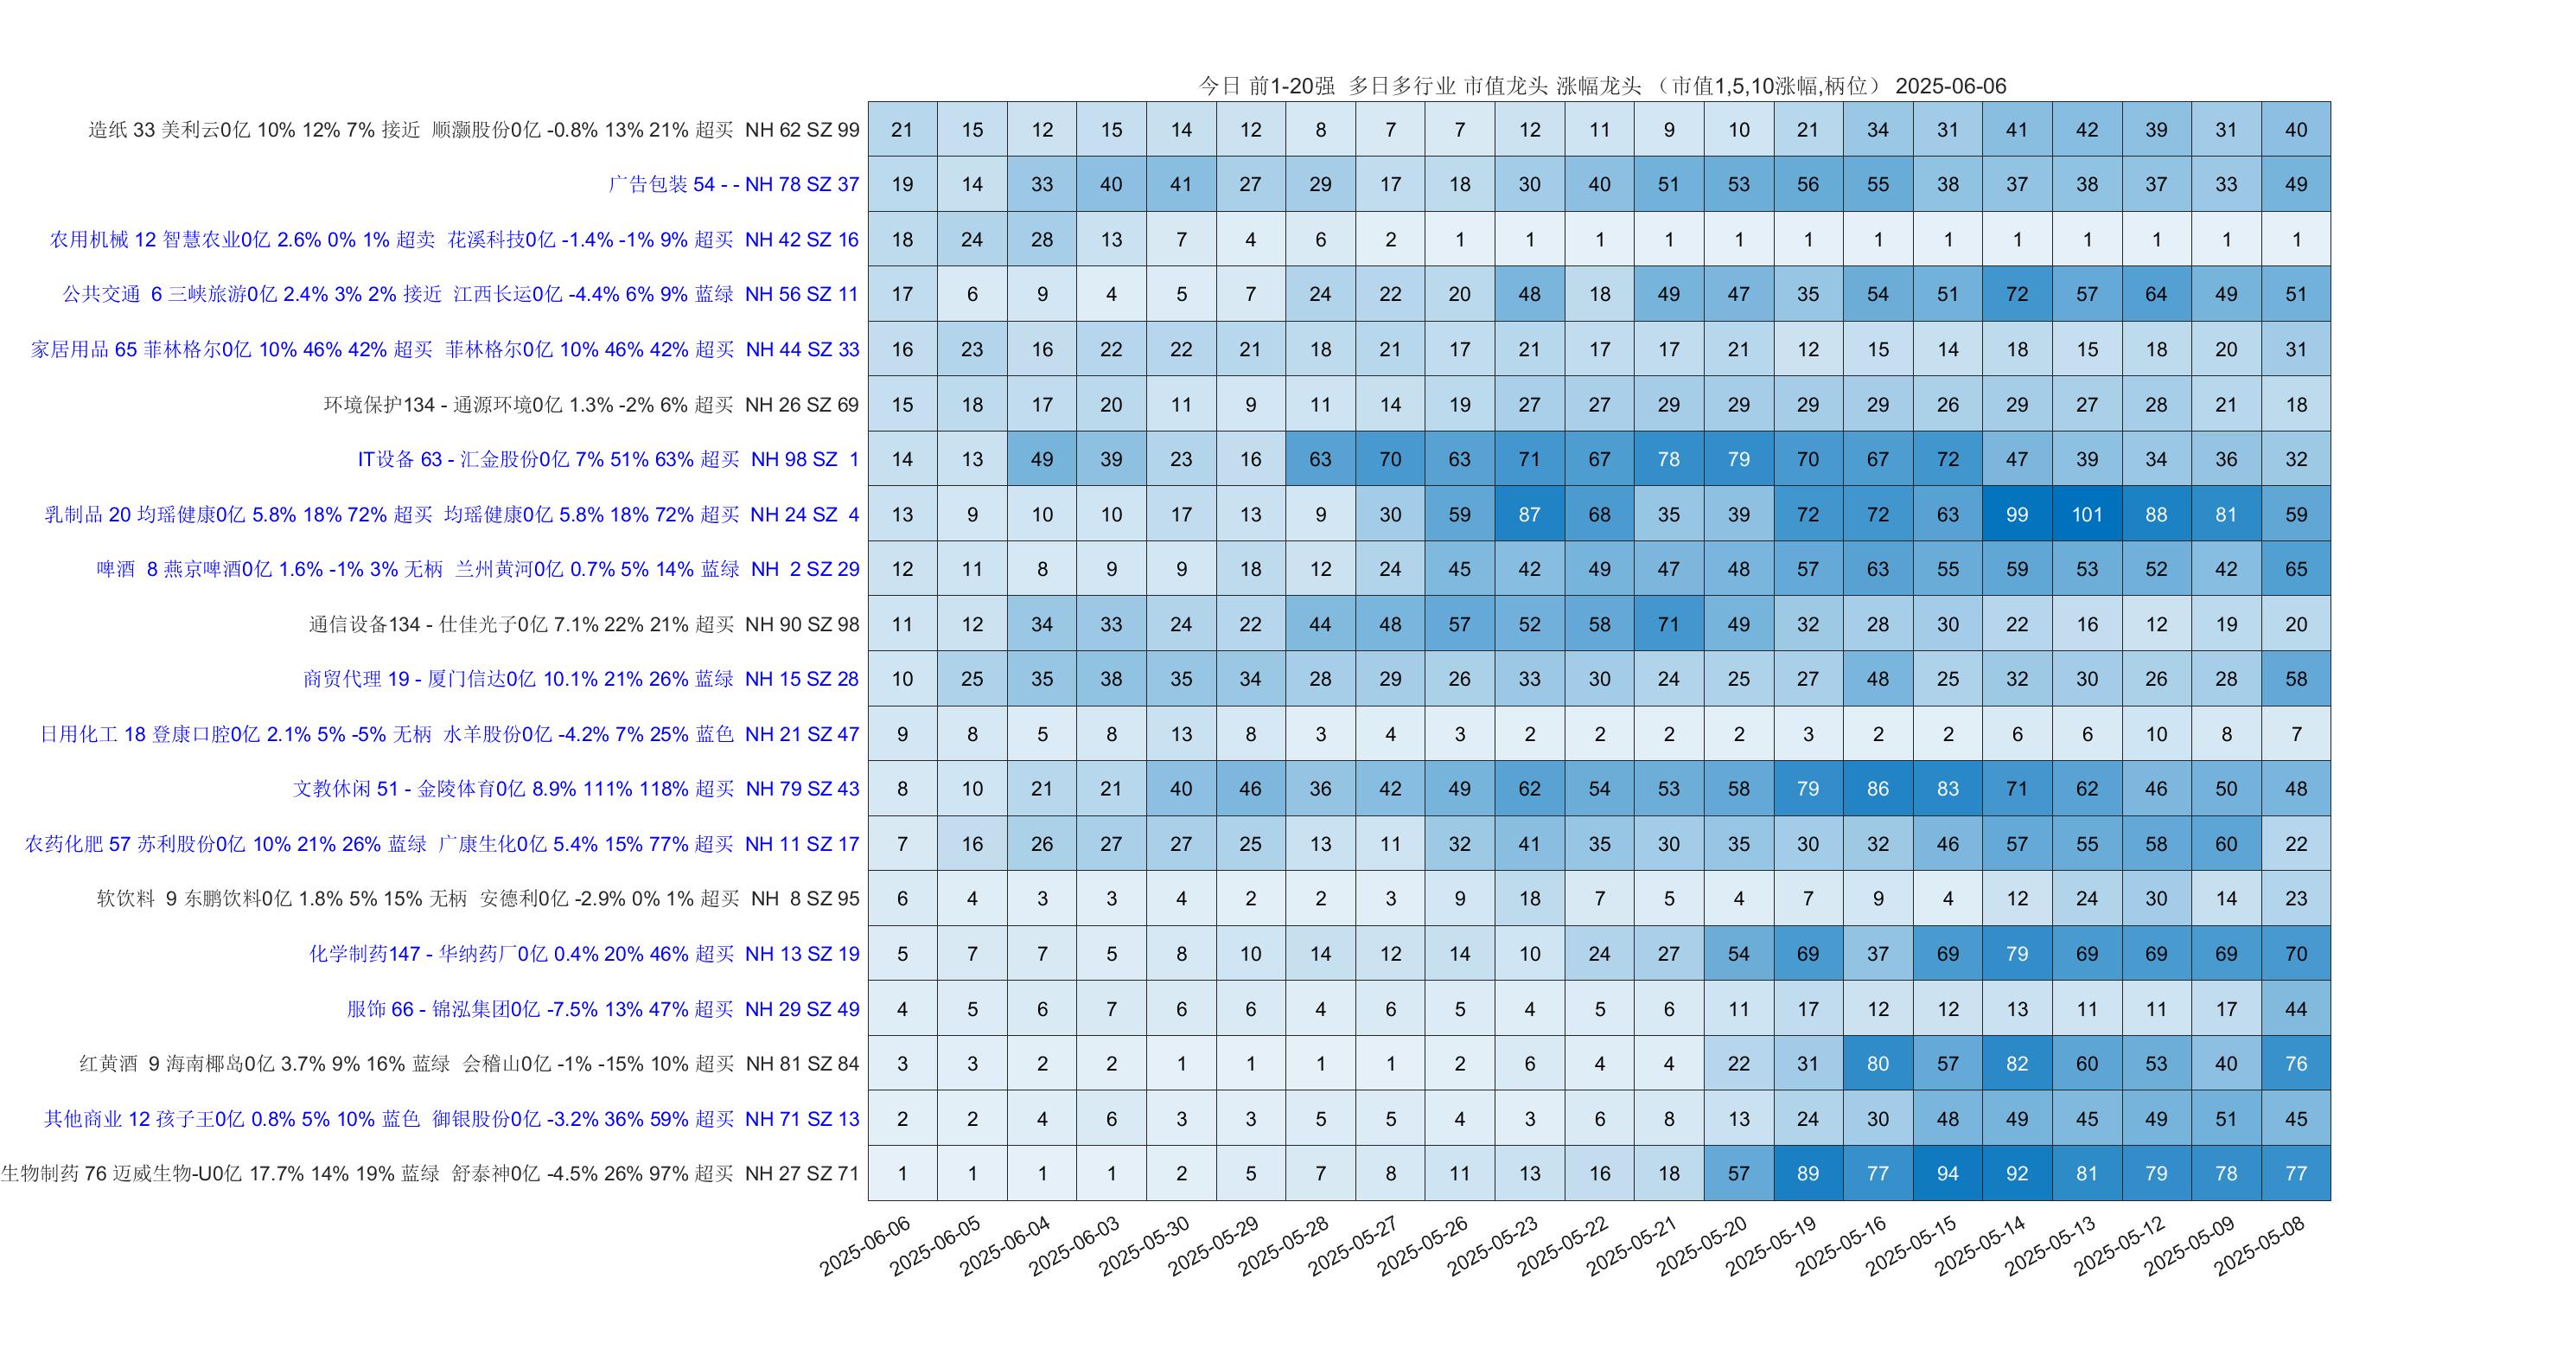 今日 前1-20强 多日多行业 市值龙头 涨幅龙头 （市值1,5,10涨幅,柄位） 2025-06-06
造纸 33 美利云0亿 10% 12% 7% 接近 顺灏股份0亿 -0.8% 13% 21% 超买 NH 62 SZ 99 21 15 12 15 14 12 8 7 7 12 11 9 10 21 34 31 41 42 39 31 40
广告包装 54 - - NH 78 SZ 37 19 14 33 40 41 27 29 17 18 30 40 51 53 56 55 38 37 38 37 33 49
农用机械 12 智慧农业0亿 2.6% 0% 1% 超卖 花溪科技0亿 -1.4% -1% 9% 超买 NH 42 SZ 16 18 24 28 13 7 4 6 2 1 1 1 1 1 1 1 1 1 1 1 1 1
公共交通 6 三峡旅游0亿 2.4% 3% 2% 接近 江西长运0亿 -4.4% 6% 9% 蓝绿 NH 56 SZ 11 17 6 9 4 5 7 24 22 20 48 18 49 47 35 54 51 72 57 64 49 51
家居用品 65 菲林格尔0亿 10% 46% 42% 超买 菲林格尔0亿 10% 46% 42% 超买 NH 44 SZ 33 16 23 16 22 22 21 18 21 17 21 17 17 21 12 15 14 18 15 18 20 31
环境保护134 - 通源环境0亿 1.3% -2% 6% 超买 NH 26 SZ 69 15 18 17 20 11 9 11 14 19 27 27 29 29 29 29 26 29 27 28 21 18
IT设备 63 - 汇金股份0亿 7% 51% 63% 超买 NH 98 SZ 1 14 13 49 39 23 16 63 70 63 71 67 78 79 70 67 72 47 39 34 36 32
乳制品 20 均瑶健康0亿 5.8% 18% 72% 超买 均瑶健康0亿 5.8% 18% 72% 超买 NH 24 SZ 4 13 9 10 10 17 13 9 30 59 87 68 35 39 72 72 63 99 101 88 81 59
啤酒 8 燕京啤酒0亿 1.6% -1% 3% 无柄 兰州黄河0亿 0.7% 5% 14% 蓝绿 NH 2 SZ 29 12 11 8 9 9 18 12 24 45 42 49 47 48 57 63 55 59 53 52 42 65
通信设备134 - 仕佳光子0亿 7.1% 22% 21% 超买 NH 90 SZ 98 11 12 34 33 24 22 44 48 57 52 58 71 49 32 28 30 22 16 12 19 20
商贸代理 19 - 厦门信达0亿 10.1% 21% 26% 蓝绿 NH 15 SZ 28 10 25 35 38 35 34 28 29 26 33 30 24 25 27 48 25 32 30 26 28 58
日用化工 18 登康口腔0亿 2.1% 5% -5% 无柄 水羊股份0亿 -4.2% 7% 25% 蓝色 NH 21 SZ 47 9 8 5 8 13 8 3 4 3 2 2 2 2 3 2 2 6 6 10 8 7
文教休闲 51 - 金陵体育0亿 8.9% 111% 118% 超买 NH 79 SZ 43 8 10 21 21 40 46 36 42 49 62 54 53 58 79 86 83 71 62 46 50 48
农药化肥 57 苏利股份0亿 10% 21% 26% 蓝绿 广康生化0亿 5.4% 15% 77% 超买 NH 11 SZ 17 7 16 26 27 27 25 13 11 32 41 35 30 35 30 32 46 57 55 58 60 22
软饮料 9 东鹏饮料0亿 1.8% 5% 15% 无柄 安德利0亿 -2.9% 0% 1% 超买 NH 8 SZ 95 6 4 3 3 4 2 2 3 9 18 7 5 4 7 9 4 12 24 30 14 23
化学制药147 - 华纳药厂0亿 0.4% 20% 46% 超买 NH 13 SZ 19 5 7 7 5 8 10 14 12 14 10 24 27 54 69 37 69 79 69 69 69 70
服饰 66 - 锦泓集团0亿 -7.5% 13% 47% 超买 NH 29 SZ 49 4 5 6 7 6 6 4 6 5 4 5 6 11 17 12 12 13 11 11 17 44
红黄酒 9 海南椰岛0亿 3.7% 9% 16% 蓝绿 会稽山0亿 -1% -15% 10% 超买 NH 81 SZ 84 3 3 2 2 1 1 1 1 2 6 4 4 22 31 80 57 82 60 53 40 76
其他商业 12 孩子王0亿 0.8% 5% 10% 蓝色 御银股份0亿 -3.2% 36% 59% 超买 NH 71 SZ 13 2 2 4 6 3 3 5 5 4 3 6 8 13 24 30 48 49 45 49 51 45
生物制药 76 迈威生物-U0亿 17.7% 14% 19% 蓝绿 舒泰神0亿 -4.5% 26% 97% 超买 NH 27 SZ 71 1 1 1 1 2 5 7 8 11 13 16 18 57 89 77 94 92 81 79 78 77
2025-06-06 2025-06-05 2025-06-04 2025-06-03 2025-05-30 2025-05-29 2025-05-28 2025-05-27 2025-05-26 2025-05-23 2025-05-22 2025-05-21 2025-05-20 2025-05-19 2025-05-16 2025-05-15 2025-05-14 2025-05-13 2025-05-12 2025-05-09 2025-05-08